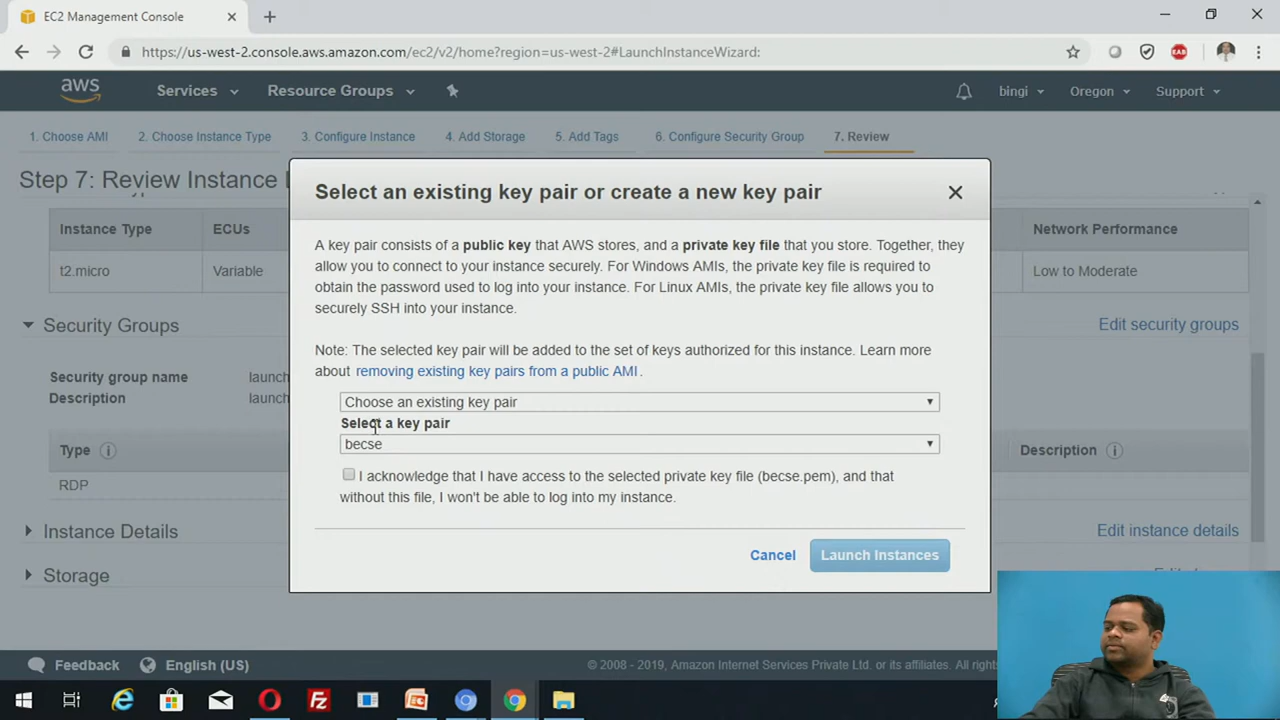 EC2 Management Console
https://us-west-2.console.aws.amazon.com/ec2/v2/home?region=us-west-2#LaunchInstanceWizard:
EAB
aws Services Resource Groups bingi Oregon Support
1. Choose AMI 2. Choose Instance Type 3. Configure Instance 4. Add Storage 5. Add Tags 6. Configure Security Group 7. Review
Step 7: Review Instance
Select an existing key pair or create a new key pair
Instance Type ECUs Network Performance
t2.micro Variable Low to Moderate
A key pair consists of a public key that AWS stores, and a private key file that you store. Together, they
allow you to connect to your instance securely. For Windows AMIs, the private key file is required to
obtain the password used to log into your instance. For Linux AMIs, the private key file allows you to
securely SSH into your instance.
Security Groups Edit security groups
Note: The selected key pair will be added to the set of keys authorized for this instance. Learn more
about removing existing key pairs from a public AMI.
Security group name launch
Description launch
Choose an existing key pair
Select a key pair
becse
Type Description
RDP
I acknowledge that I have access to the selected private key file (becse.pem), and that
without this file, I won't be able to log into my instance.
Instance Details Edit instance details
Cancel Launch Instances
Storage
Feedback English (US) © 2008 - 2019, Amazon Internet Services Private Ltd. or its affiliates. All